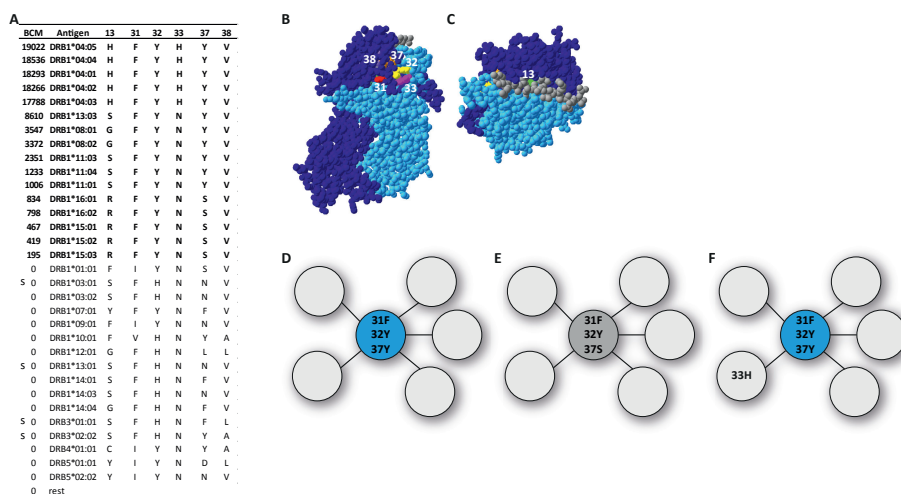 A
BCM Antigen 13 31 32 33 37 38
19022 DRB1*04:05 H F Y H Y V
18536 DRB1*04:04 H F Y H Y V
18293 DRB1*04:01 H F Y H Y V
18266 DRB1*04:02 H F Y H Y V
17788 DRB1*04:03 H F Y H Y V
8610 DRB1*13:03 S F Y N Y V
3547 DRB1*08:01 G F Y N Y V
3372 DRB1*08:02 G F Y N Y V
2351 DRB1*11:03 S F Y N Y V
1233 DRB1*11:04 S F Y N Y V
1006 DRB1*11:01 S F Y N Y V
834 DRB1*16:01 R F Y N S V
798 DRB1*16:02 R F Y N S V
467 DRB1*15:01 R F Y N S V
419 DRB1*15:02 R F Y N S V
195 DRB1*15:03 R F Y N S V
0 DRB1*01:01 F I Y N S V
S 0 DRB1*03:01 S F H N N V
0 DRB1*03:02 S F H N N V
0 DRB1*07:01 Y F Y N F V
0 DRB1*09:01 F I Y N N V
0 DRB1*10:01 F V H N Y A
0 DRB1*12:01 G F H N L L
S 0 DRB1*13:01 S F H N N V
0 DRB1*14:01 S F H N F V
0 DRB1*14:03 S F H N N V
0 DRB1*14:04 G F H N F V
S 0 DRB3*01:01 S F H N F L
S 0 DRB3*02:02 S F H N Y A
0 DRB4*01:01 C I Y N Y A
0 DRB5*01:01 Y I Y N D L
0 DRB5*02:02 Y I Y N N V
0 rest
B
38
37
32
31
33
C
13
D
31F
32Y
37Y
E
31F
32Y
37S
F
31F
32Y
37Y
33H